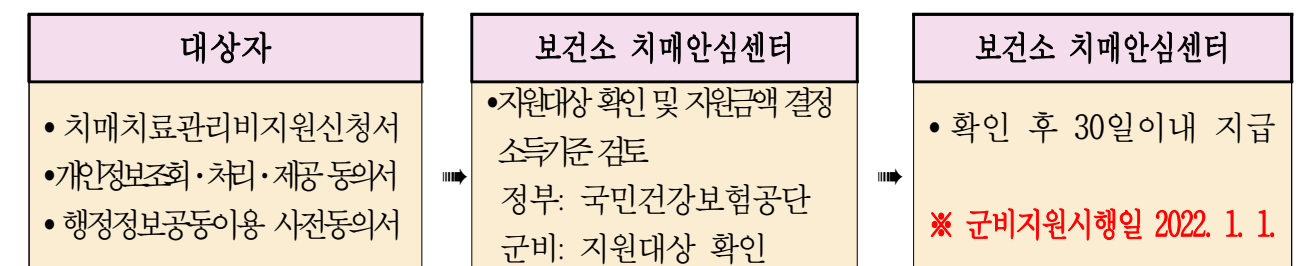 대상자
• 치매치료관리비지원신청서
•개인정보조회·처리·제공 동의서
• 행정정보공동이용 사전동의서
➠
보건소 치매안심센터
•지원대상 확인 및 지원금액 결정
소득기준 검토
정부: 국민건강보험공단
군비: 지원대상 확인
➠
보건소 치매안심센터
• 확인 후 30일이내 지급
※ 군비지원시행일 2022. 1. 1.